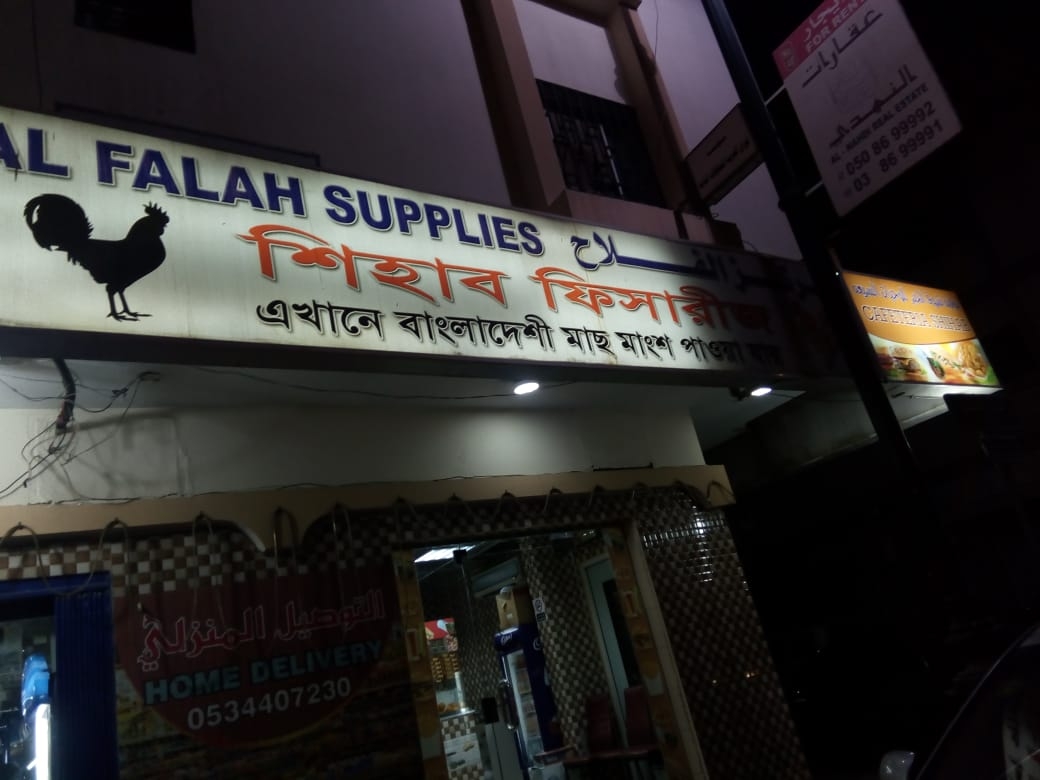 AL FALAH SUPPLIES
الفلاح
শিহাব ফিসারীজ
এখানে বাংলাদেশী মাছ মাংশ পাওয়া যায়
FOR RENT
عقارات
النهدي
AL - NAHDI REAL ESTATE
050 86 99992
03 86 99991
CAFETERIA
التوصيل المنزلي
HOME DELIVERY
0534407230